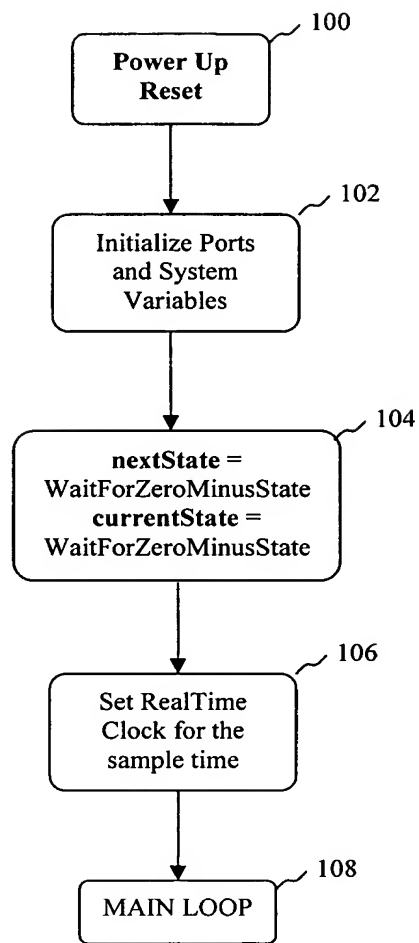 100
Power Up
Reset
102
Initialize Ports
and System
Variables
104
nextState =
WaitForZeroMinusState
currentState =
WaitForZeroMinusState
106
Set RealTime
Clock for the
sample time
108
MAIN LOOP